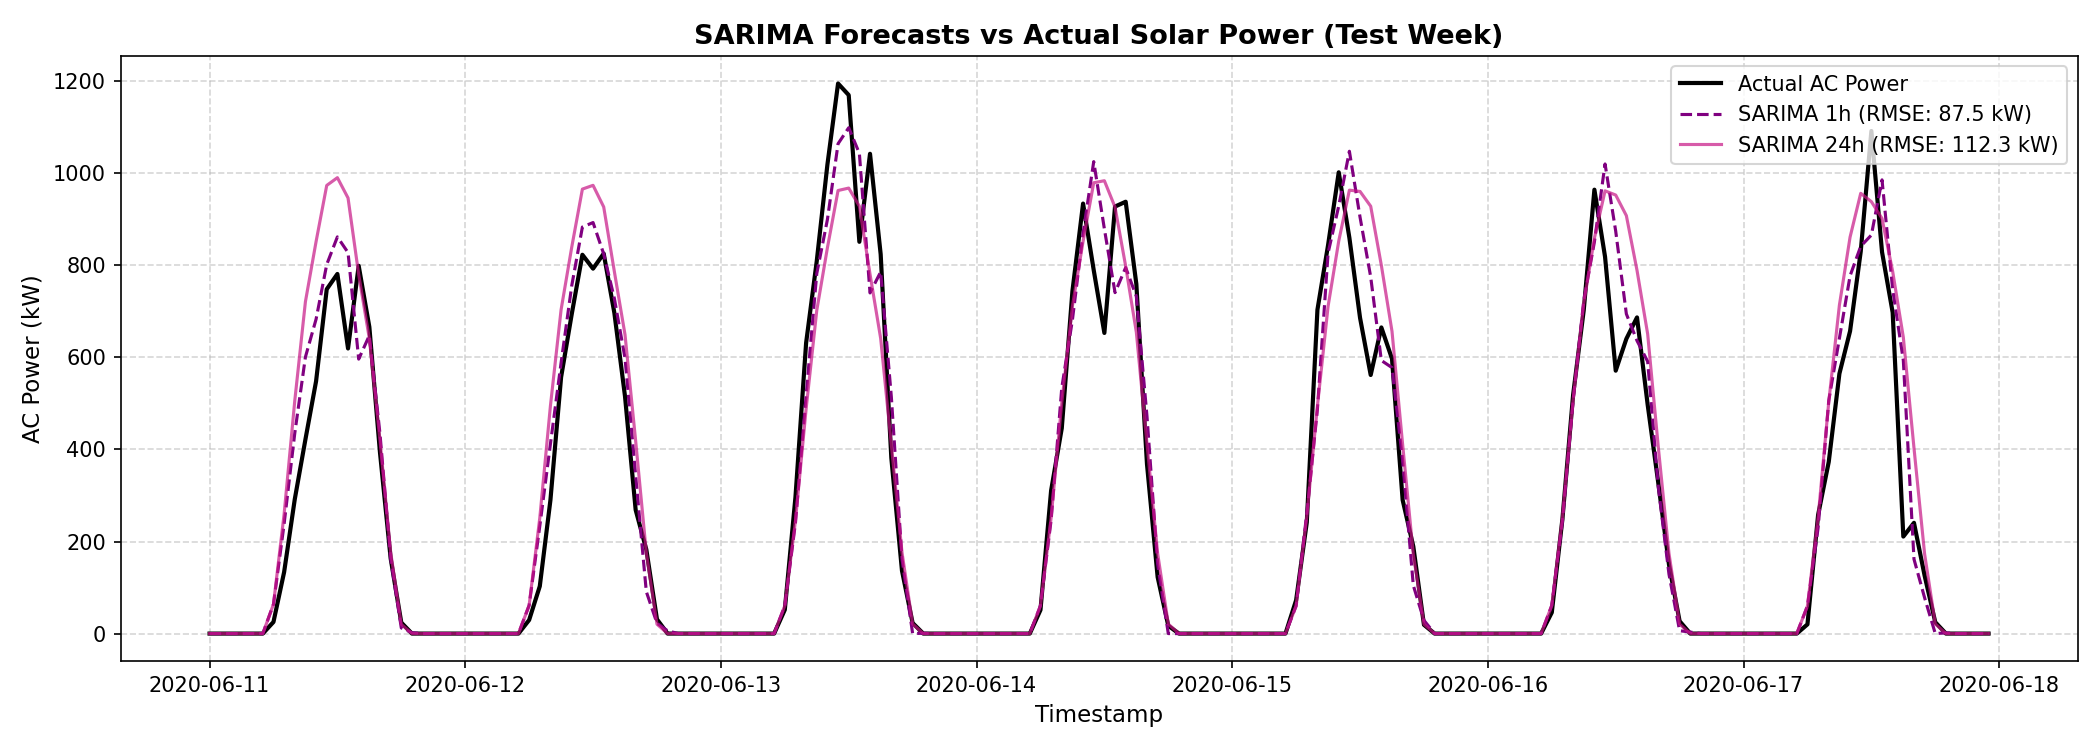 SARIMA Forecasts vs Actual Solar Power (Test Week)
Actual AC Power
SARIMA 1h (RMSE: 87.5 kW)
SARIMA 24h (RMSE: 112.3 kW)
AC Power (kW)
1200
1000
800
600
400
200
0
2020-06-11 2020-06-12 2020-06-13 2020-06-14 2020-06-15 2020-06-16 2020-06-17 2020-06-18
Timestamp